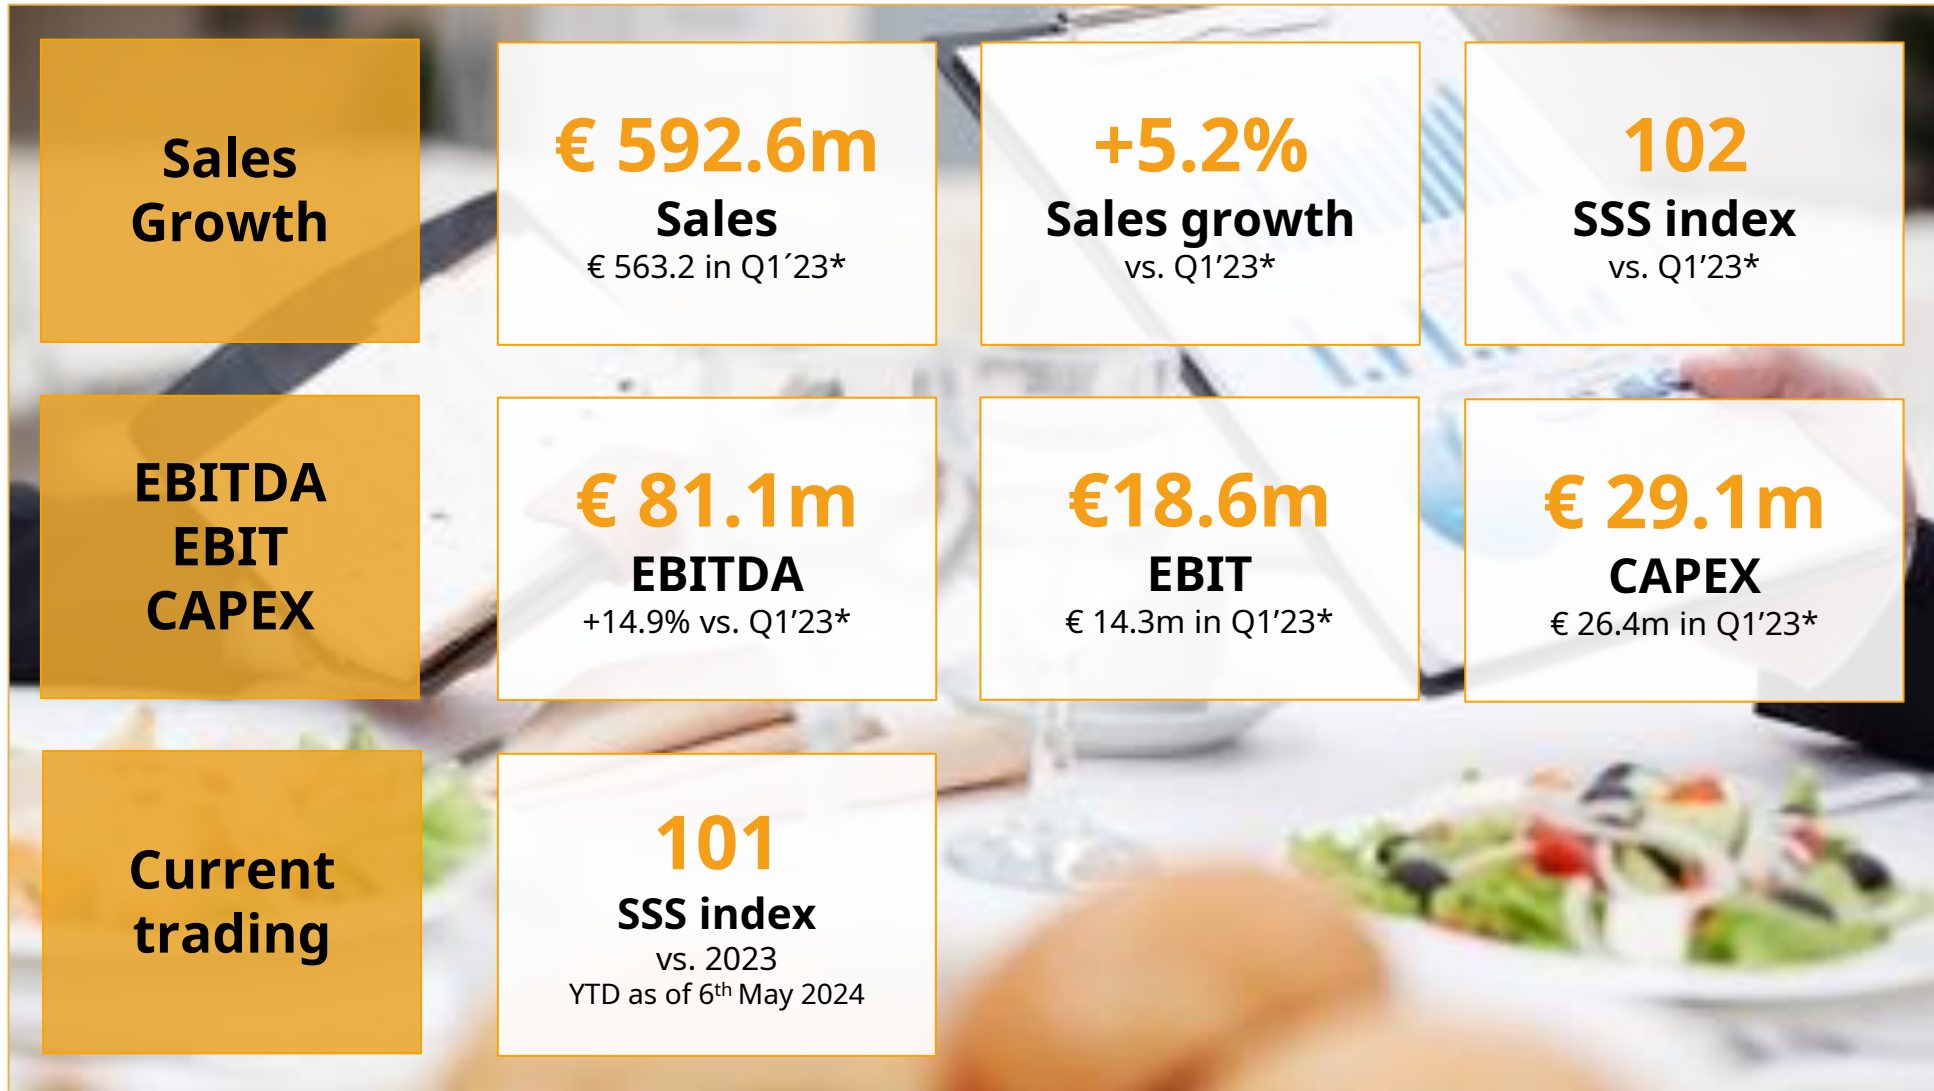 Sales
Growth
€ 592.6m
Sales
€ 563.2 in Q1´23*
+5.2%
Sales growth
vs. Q1’23*
102
SSS index
vs. Q1’23*
EBITDA
EBIT
CAPEX
€ 81.1m
EBITDA
+14.9% vs. Q1’23*
€18.6m
EBIT
€ 14.3m in Q1’23*
€ 29.1m
CAPEX
€ 26.4m in Q1’23*
Current
trading
101
SSS index
vs. 2023
YTD as of 6th May 2024